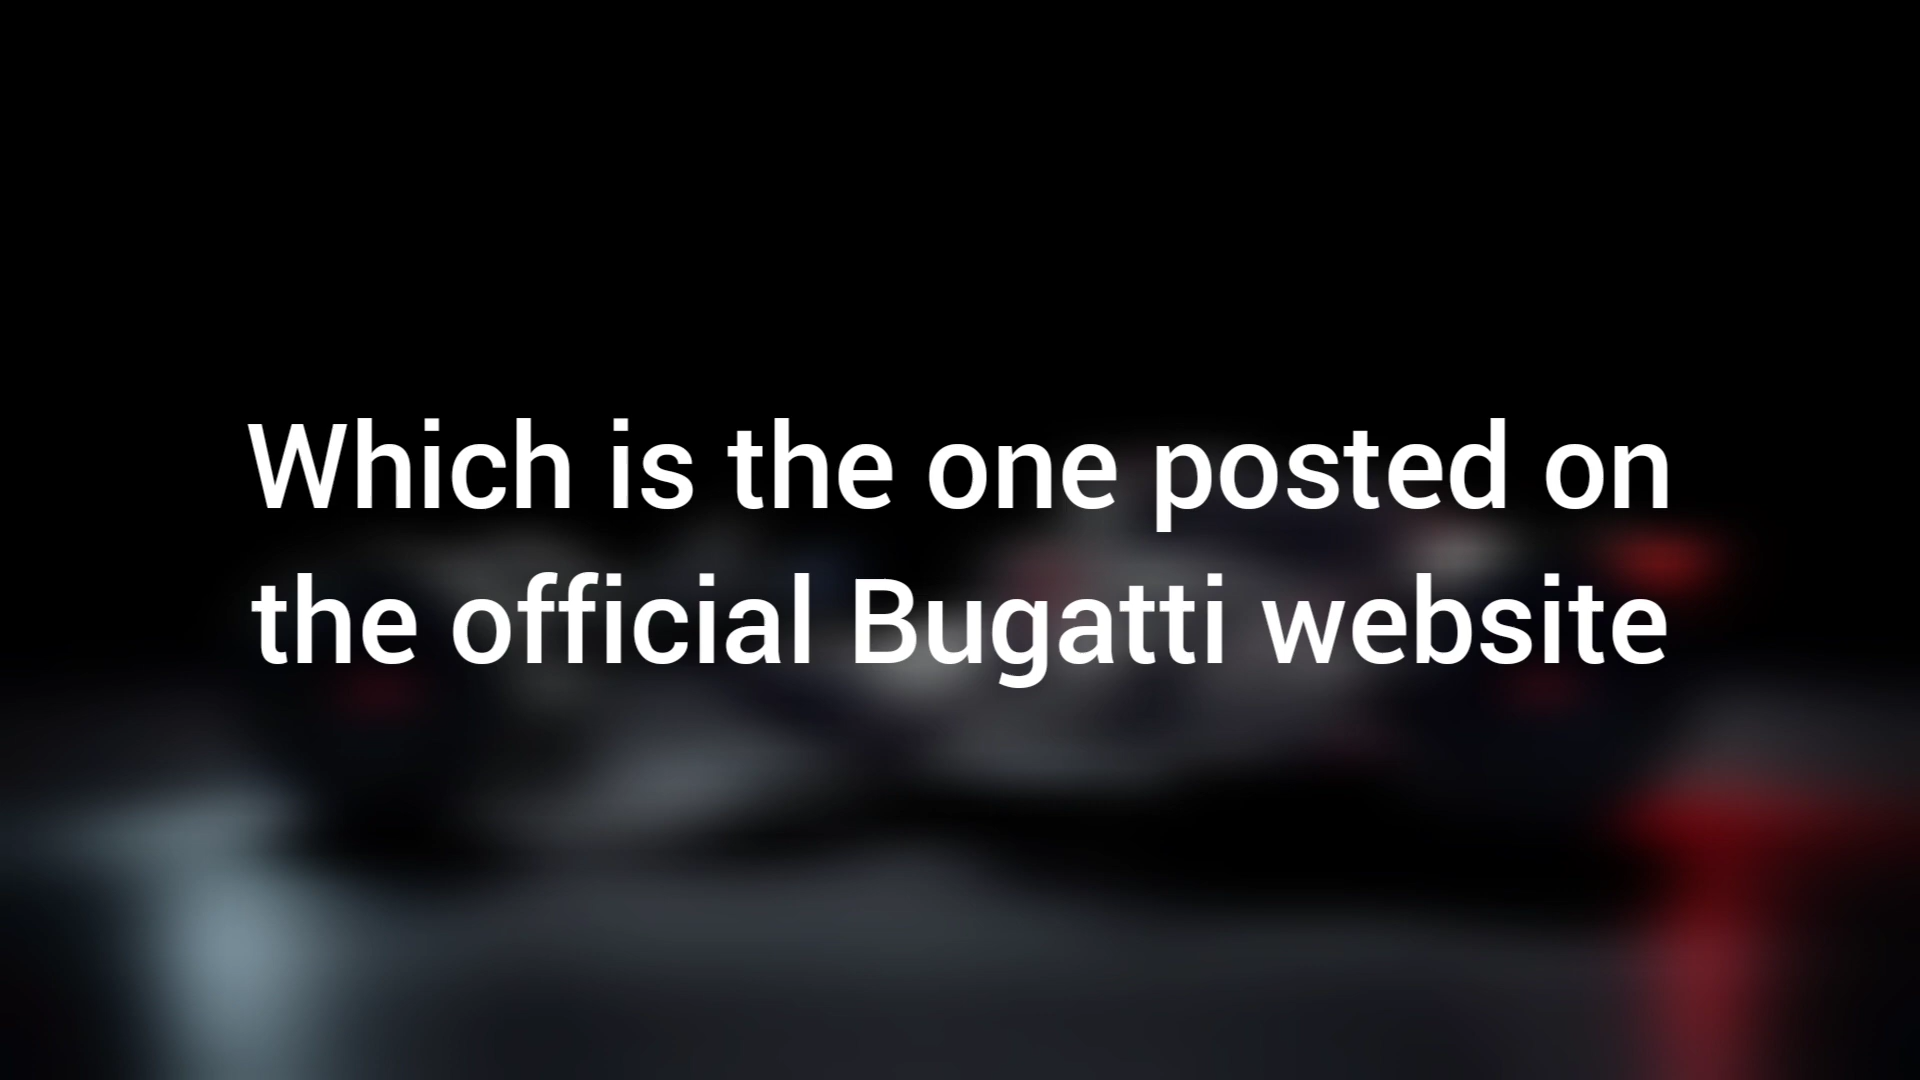 Which is the one posted on
the official Bugatti website